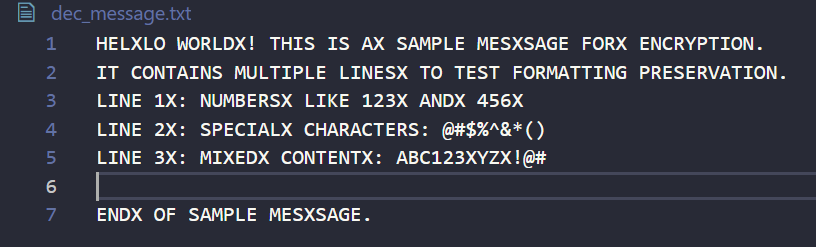 dec_message.txt
1 HELXLO WORLDX! THIS IS AX SAMPLE MESXSAGE FORX ENCRYPTION.
2 IT CONTAINS MULTIPLE LINESX TO TEST FORMATTING PRESERVATION.
3 LINE 1X: NUMBERSX LIKE 123X ANDX 456X
4 LINE 2X: SPECIALX CHARACTERS: @#$%^&*()
5 LINE 3X: MIXEDX CONTENTX: ABC123XYZX!@#
6
7 ENDX OF SAMPLE MESXSAGE.